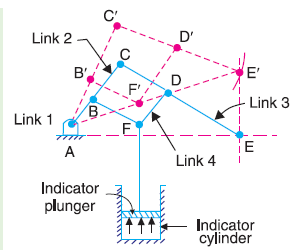 C′
Link 2
C
D′
B′
F′
D
E′
B
Link 1
Link 3
F
A
E
Link 4
Indicator
plunger
Indicator
cylinder